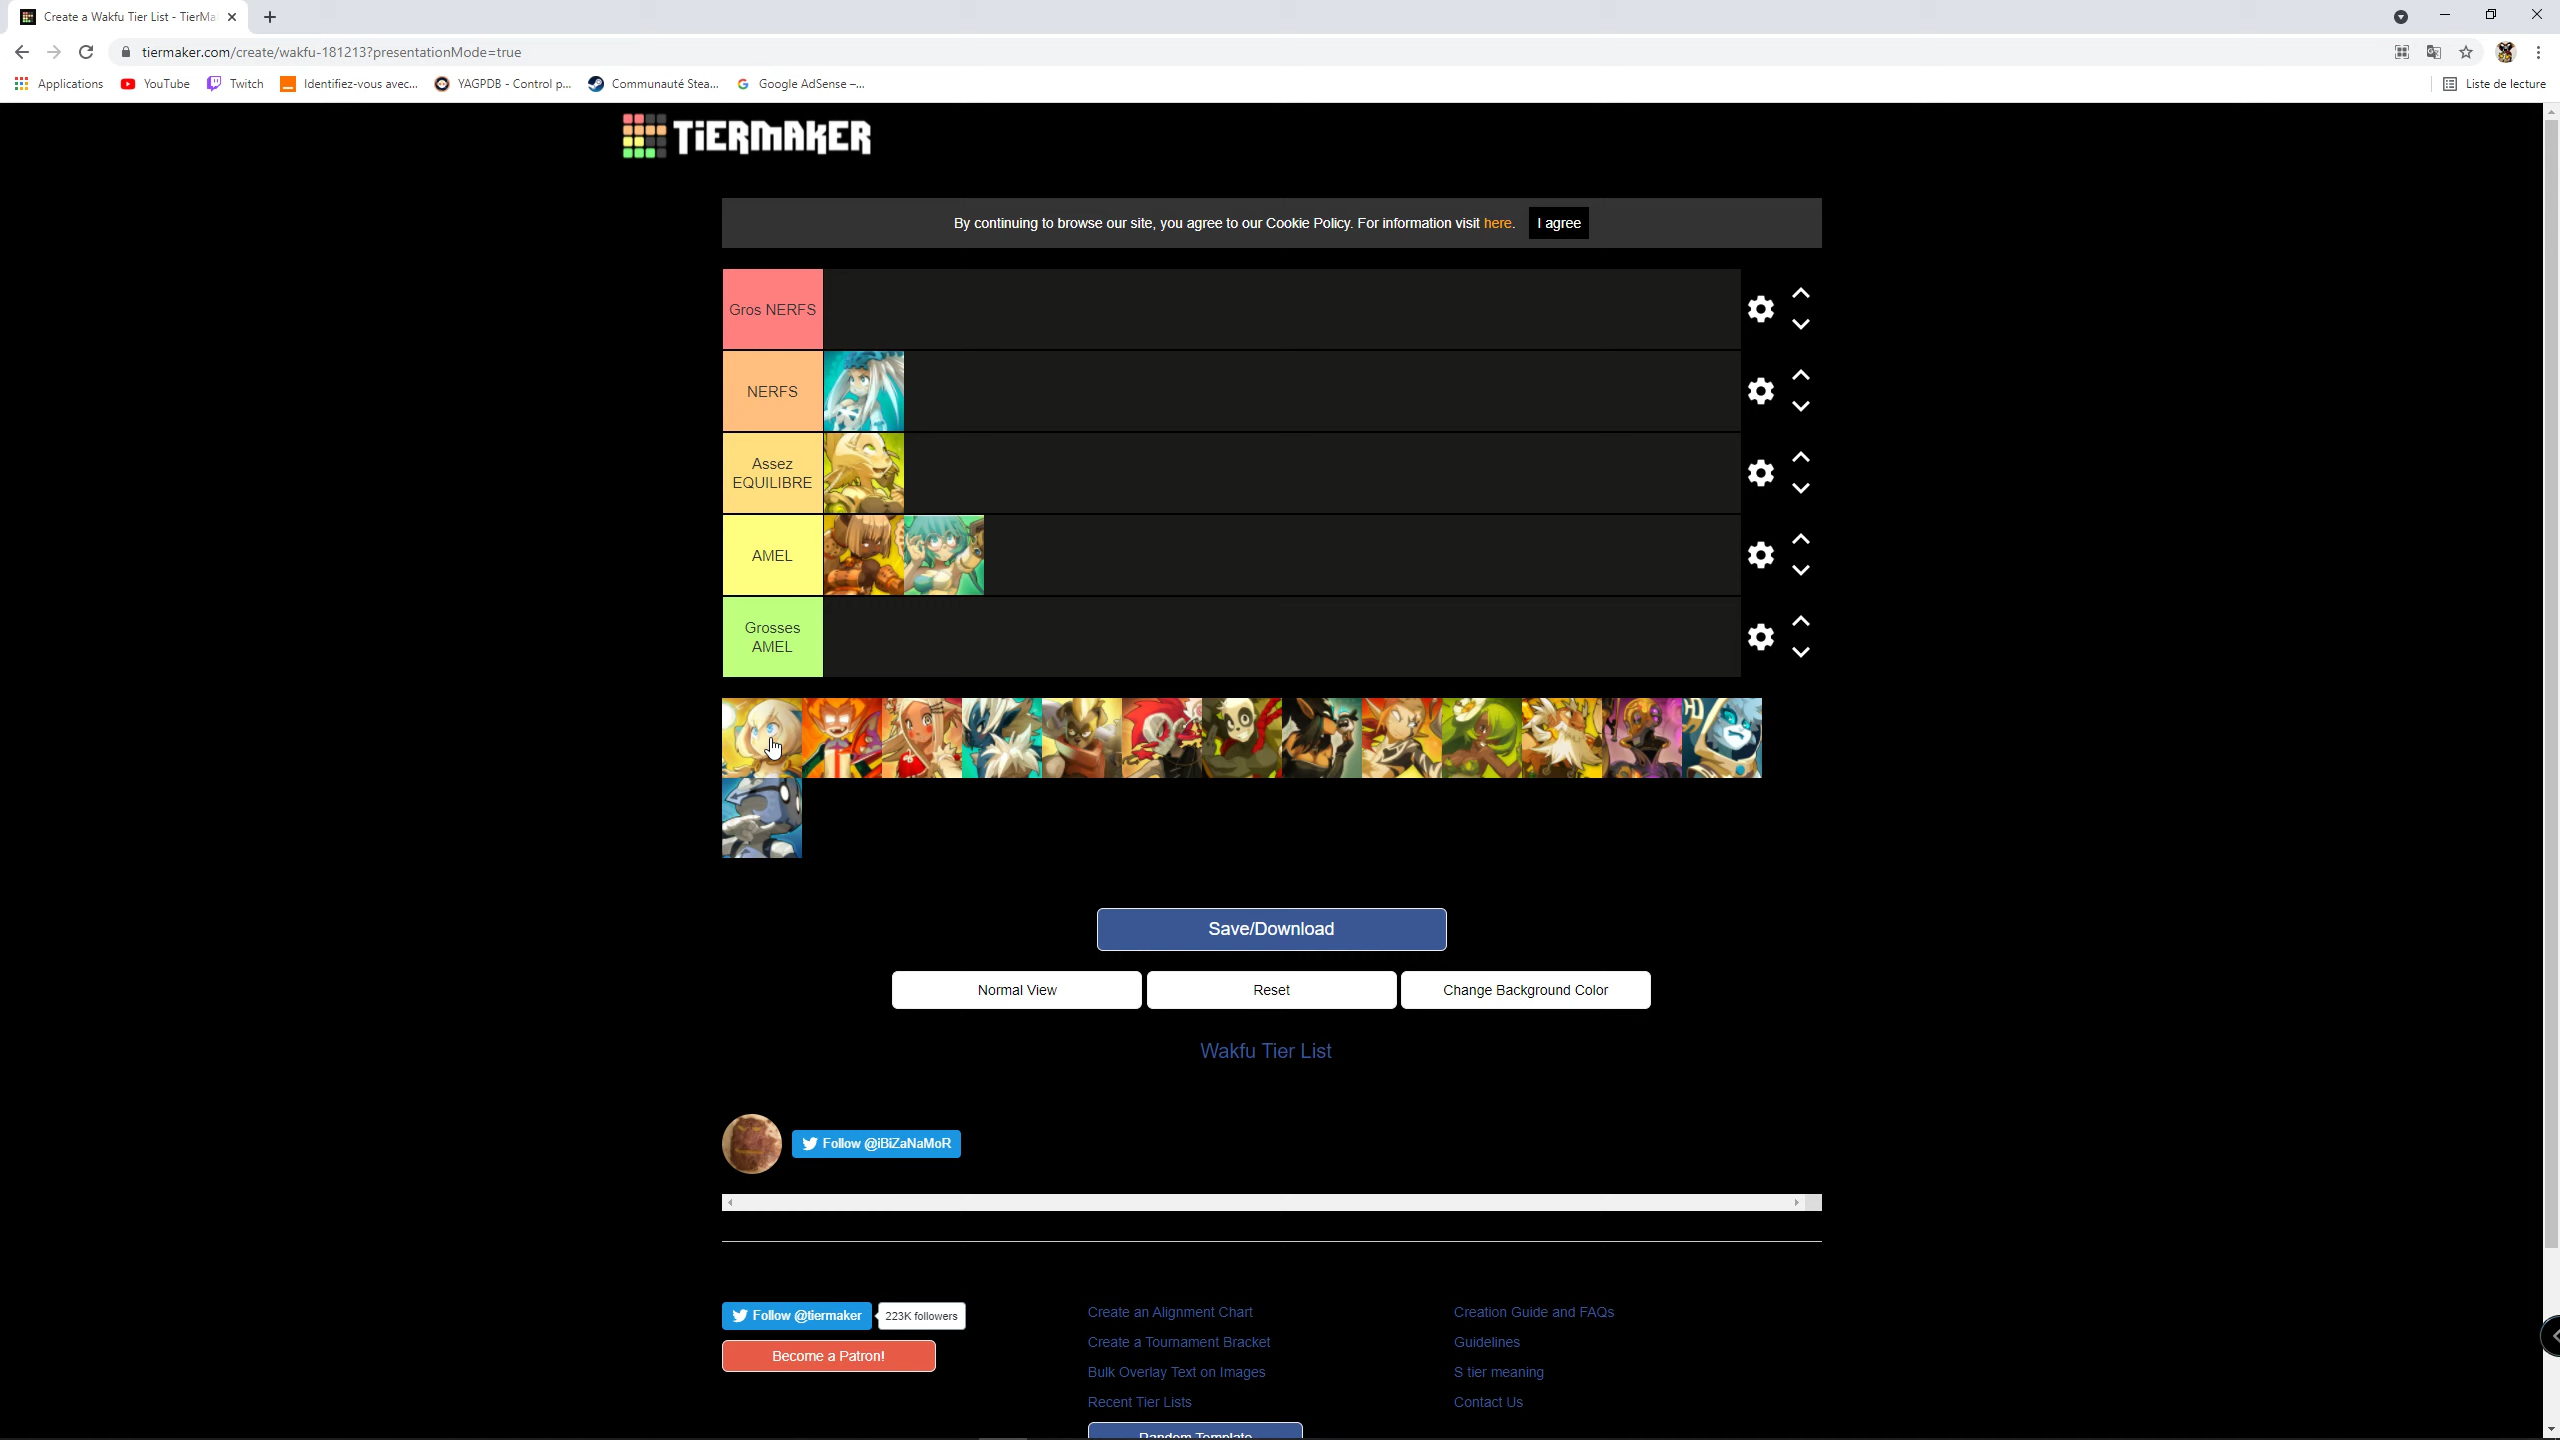 Create a Wakfu Tier List - TierMa
tiermaker.com/create/wakfu-181213?presentationMode=true
Applications
YouTube
Twitch
Identifiez-vous avec...
YAGPDB - Control p...
Communauté Stea...
Google AdSense –...
Liste de lecture
TiERMAKER
By continuing to browse our site, you agree to our Cookie Policy. For information visit here.
I agree
Gros NERFS
NERFS
Assez
EQUILIBRE
AMEL
Grosses
AMEL
Save/Download
Normal View
Reset
Change Background Color
Wakfu Tier List
Follow @iBiZaNaMoR
Follow @tiermaker
223K followers
Become a Patron!
Create an Alignment Chart
Create a Tournament Bracket
Bulk Overlay Text on Images
Recent Tier Lists
Random Template
Creation Guide and FAQs
Guidelines
S tier meaning
Contact Us